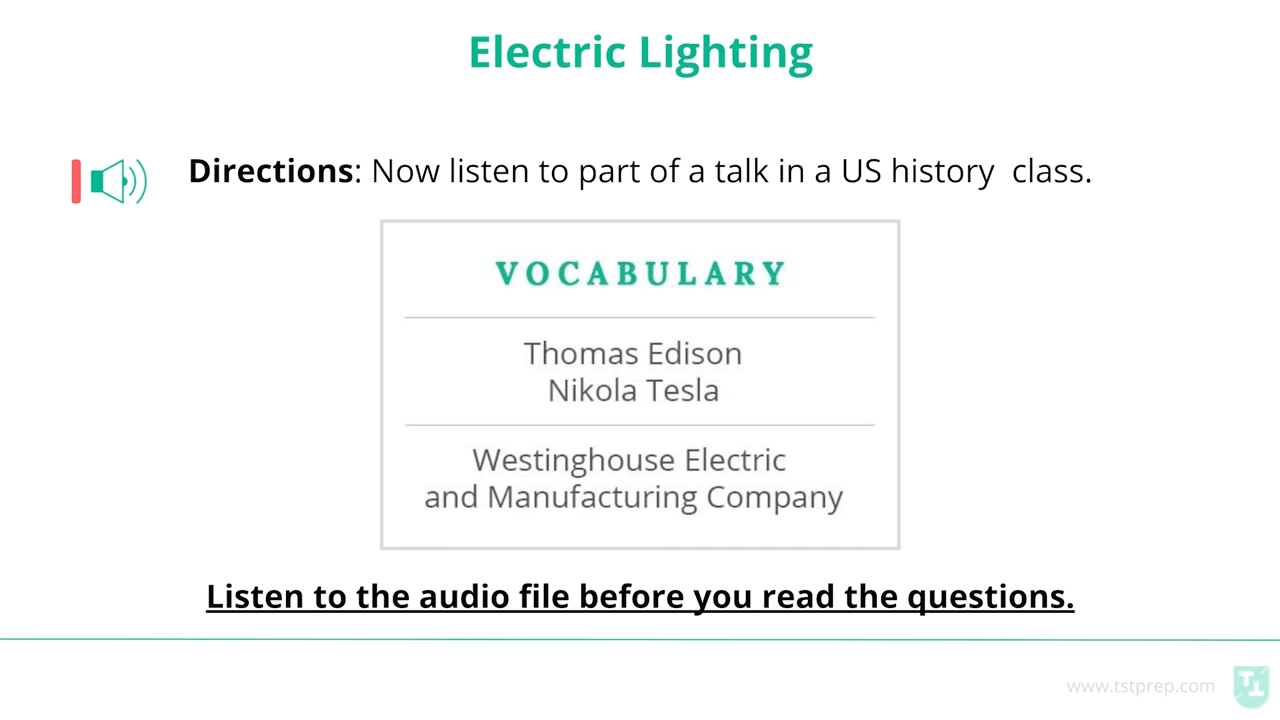 Electric Lighting
Directions: Now listen to part of a talk in a US history class.
VOCABULARY
Thomas Edison
Nikola Tesla
Westinghouse Electric
and Manufacturing Company
Listen to the audio file before you read the questions.
www.tstprep.com